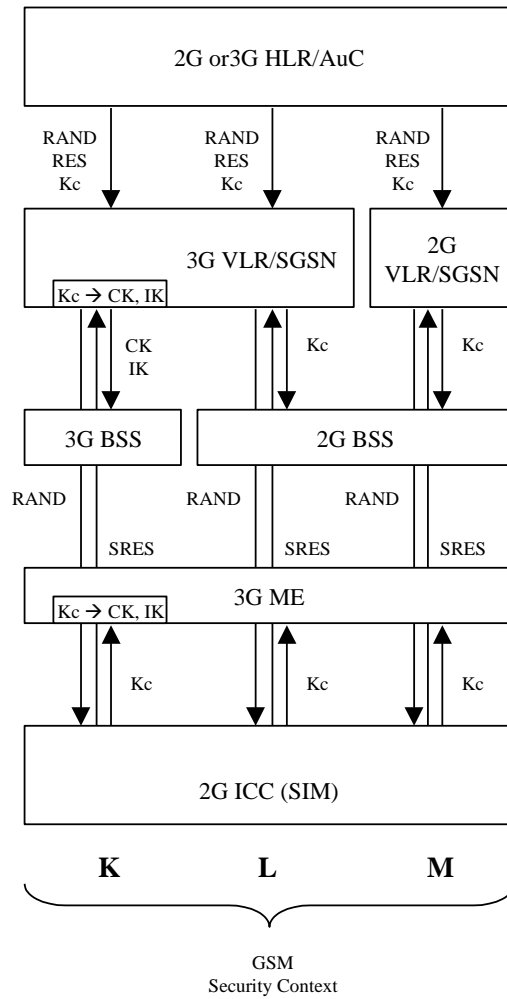 2G or3G HLR/AuC
RAND
RES
Kc
RAND
RES
Kc
RAND
RES
Kc
3G VLR/SGSN
2G
VLR/SGSN
Kc → CK, IK
CK
IK
Kc
Kc
3G BSS
2G BSS
RAND
RAND
RAND
SRES
SRES
SRES
3G ME
Kc → CK, IK
Kc
Kc
Kc
2G ICC (SIM)
K
L
M
GSM
Security Context